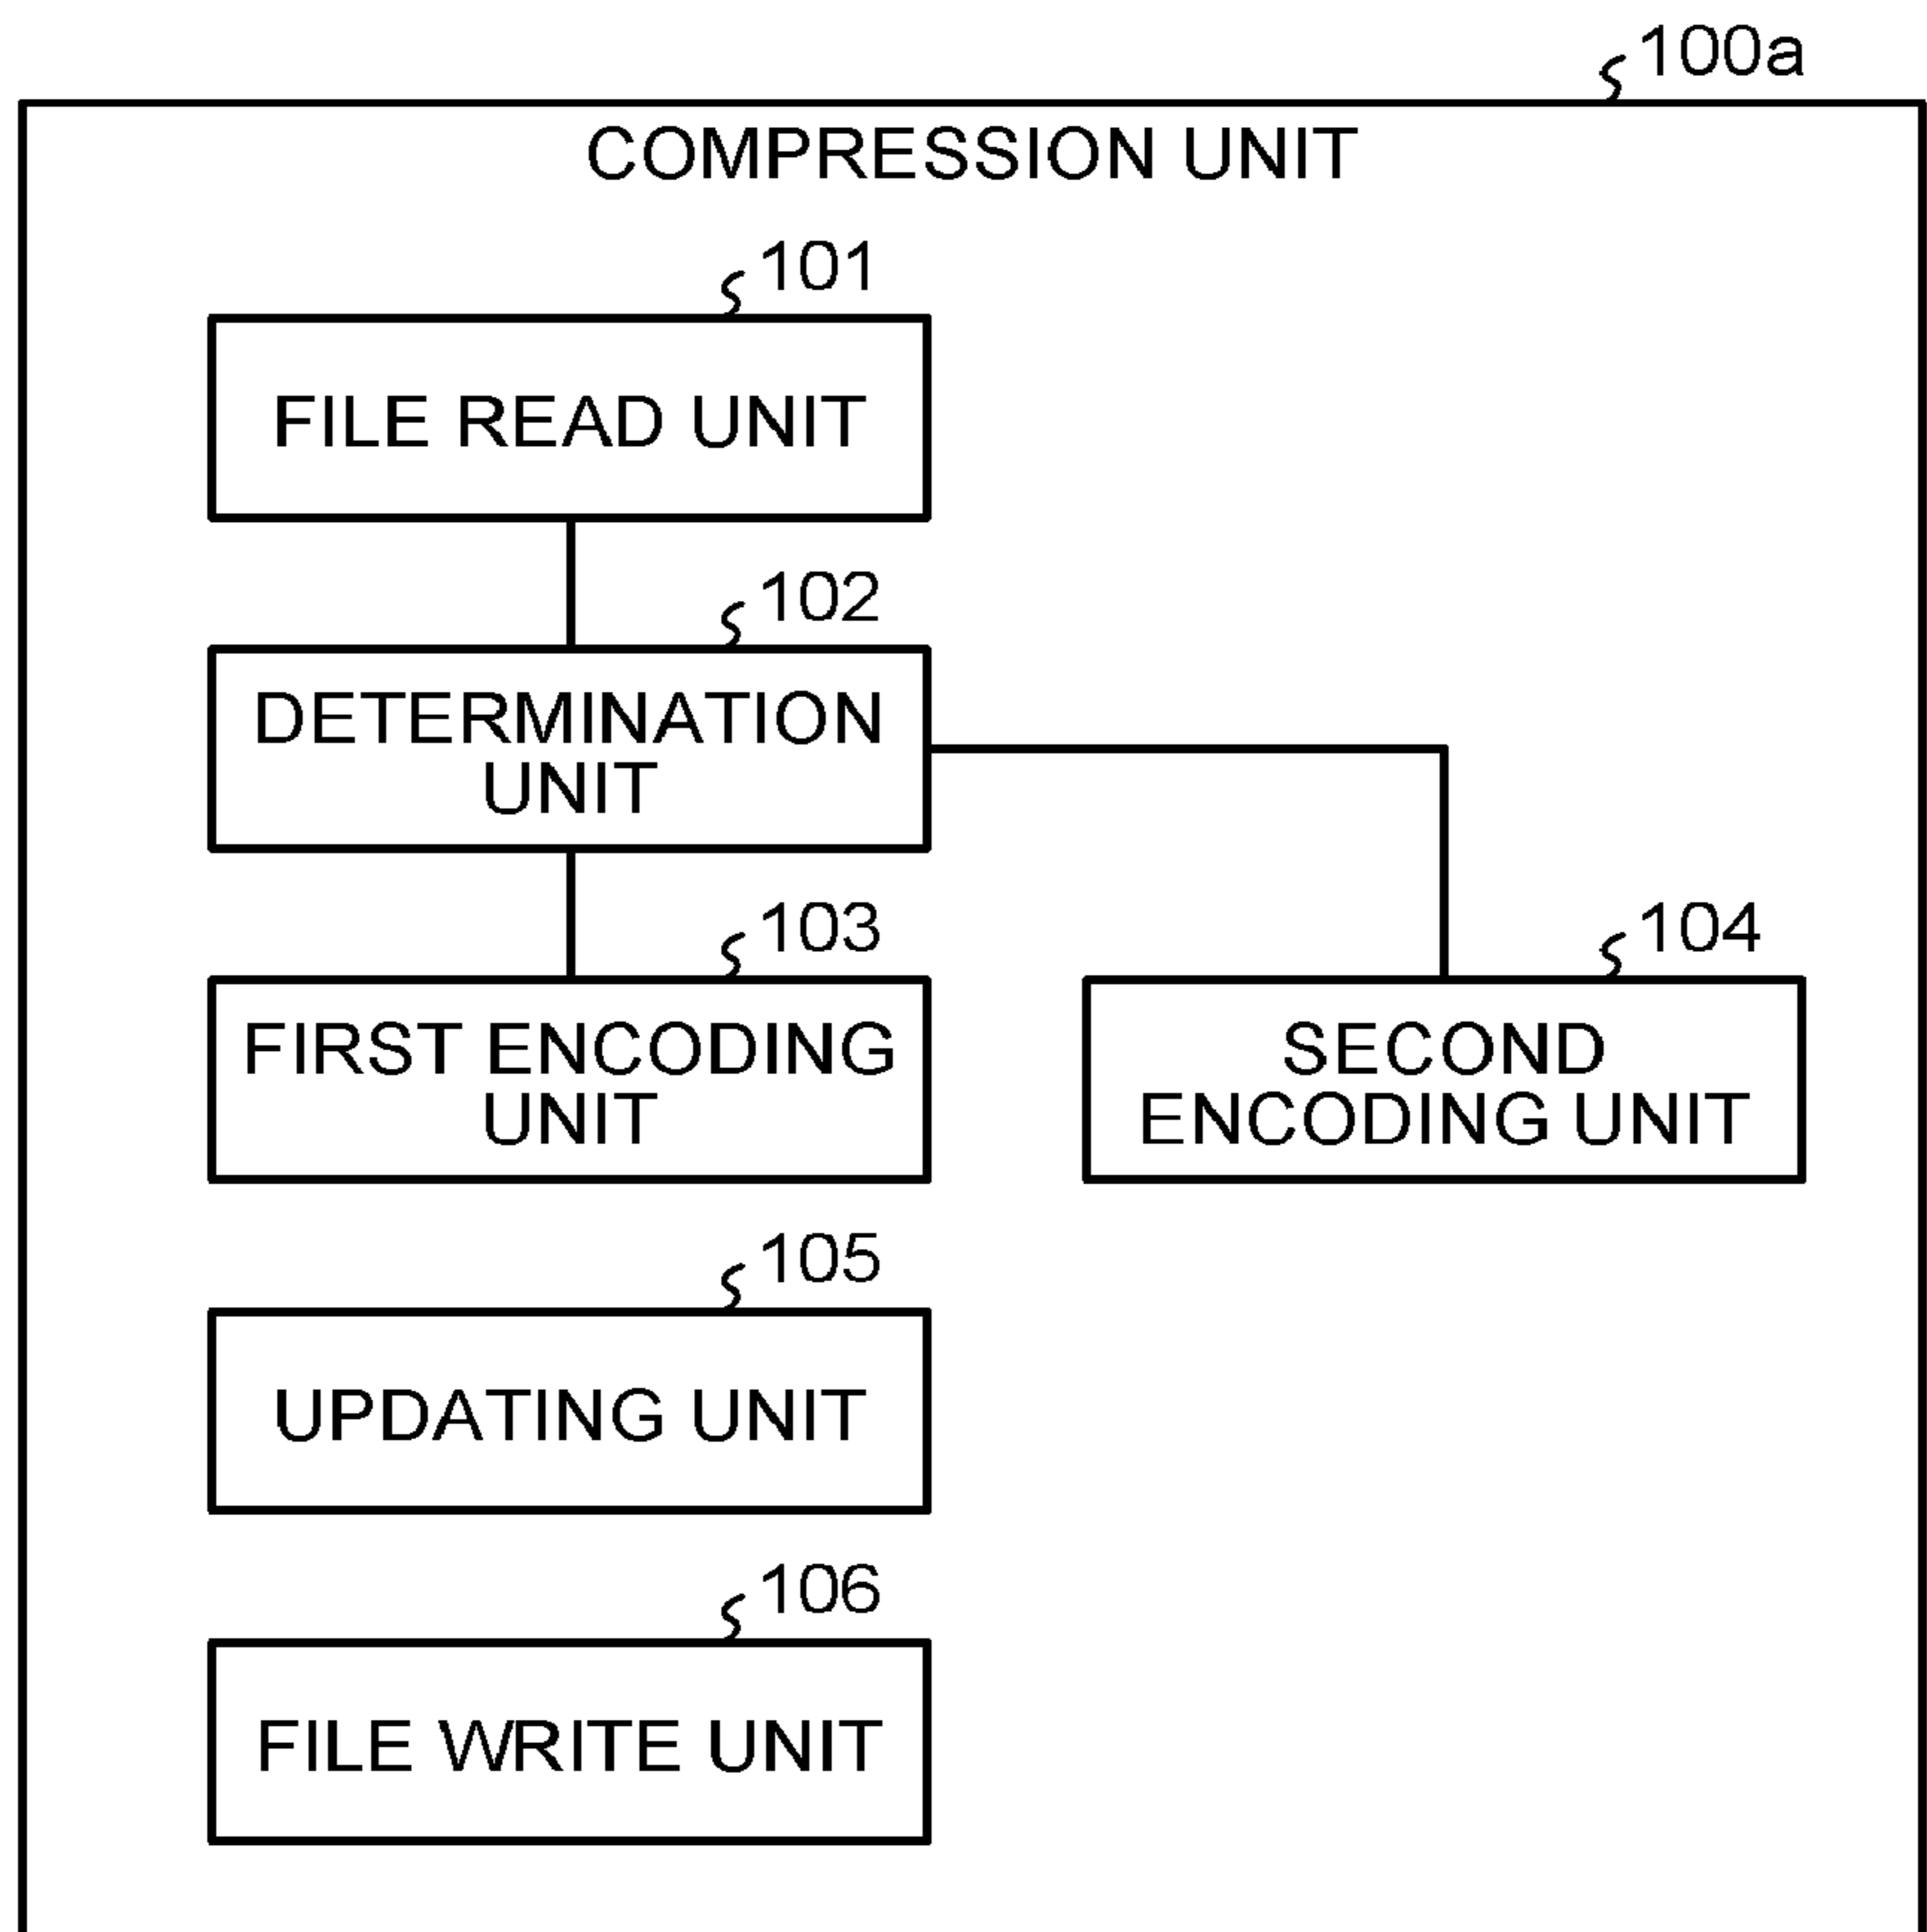 100a
COMPRESSION UNIT
101
FILE READ UNIT
102
DETERMINATION
UNIT
103
FIRST ENCODING
UNIT
104
SECOND
ENCODING UNIT
105
UPDATING UNIT
106
FILE WRITE UNIT